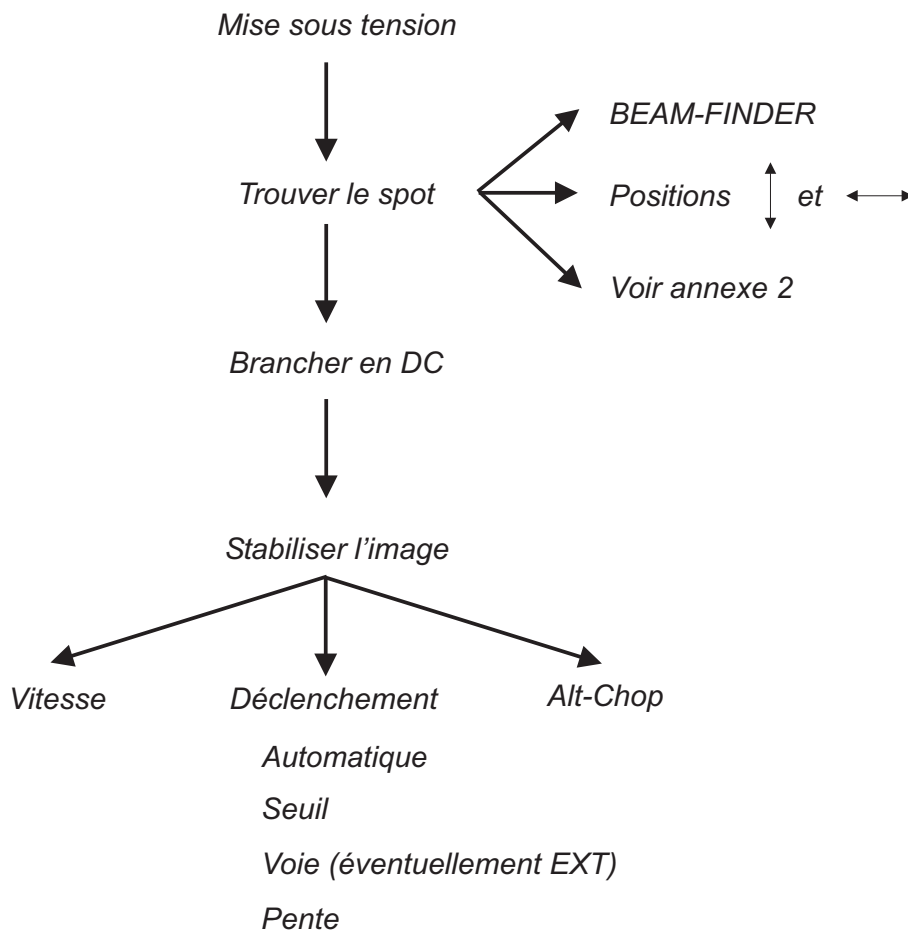 Mise sous tension
BEAM-FINDER
Trouver le spot
Positions et
Voir annexe 2
Brancher en DC
Stabiliser l'image
Vitesse
Déclenchement
Alt-Chop
Automatique
Seuil
Voie (éventuellement EXT)
Pente